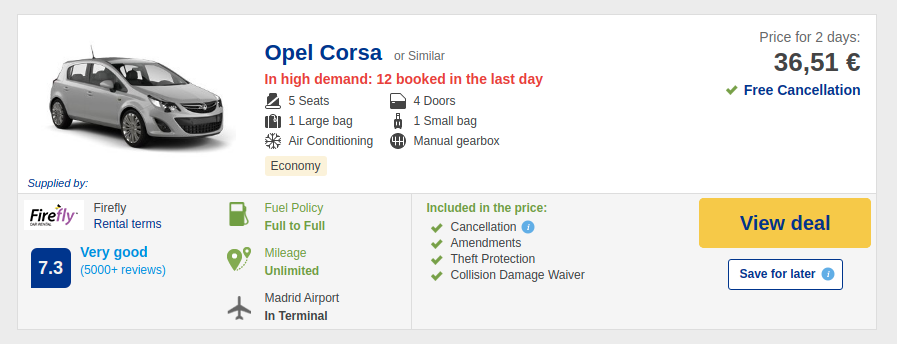 Opel Corsa or Similar
In high demand: 12 booked in the last day
5 Seats
4 Doors
1 Large bag
1 Small bag
Air Conditioning
Manual gearbox
Economy
Price for 2 days:
36,51 €
Free Cancellation
Supplied by:
Firefly
CAR RENTAL
Firefly
Rental terms
7.3
Very good
(5000+ reviews)
Fuel Policy
Full to Full
Mileage
Unlimited
Madrid Airport
In Terminal
Included in the price:
Cancellation i
Amendments
Theft Protection
Collision Damage Waiver
View deal
Save for later i